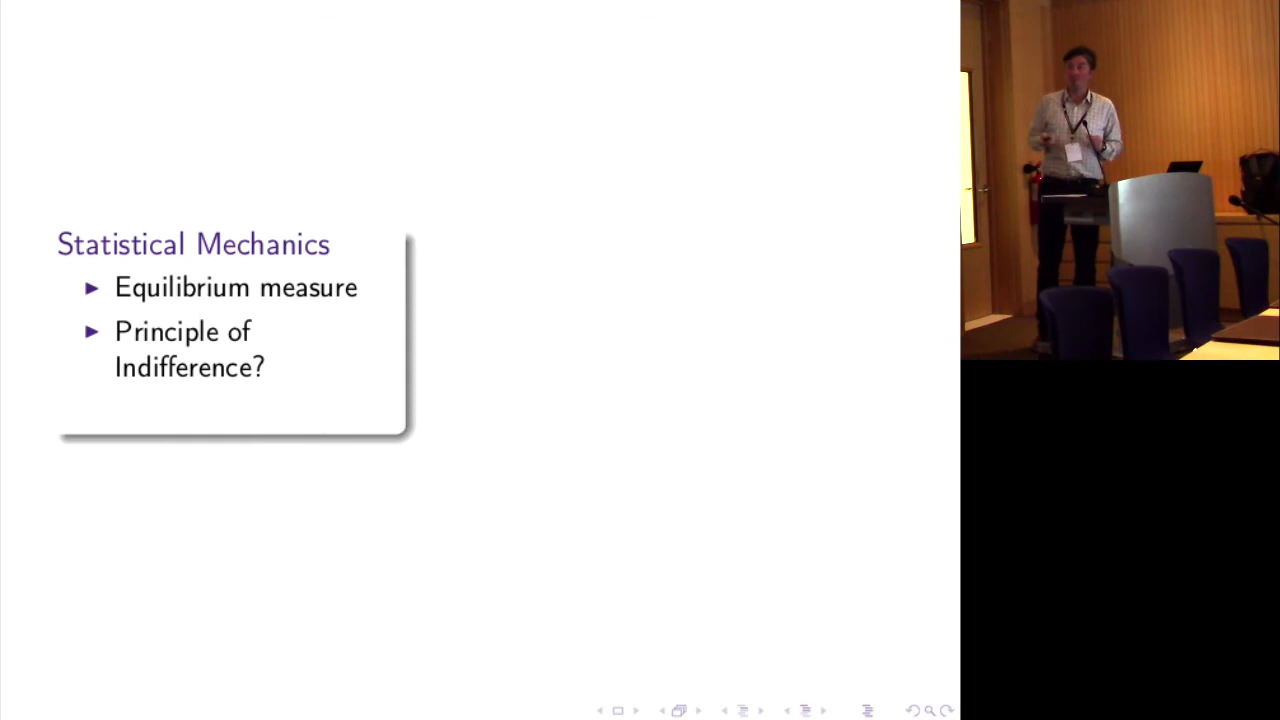 Statistical Mechanics
Equilibrium measure
Principle of
Indifference?